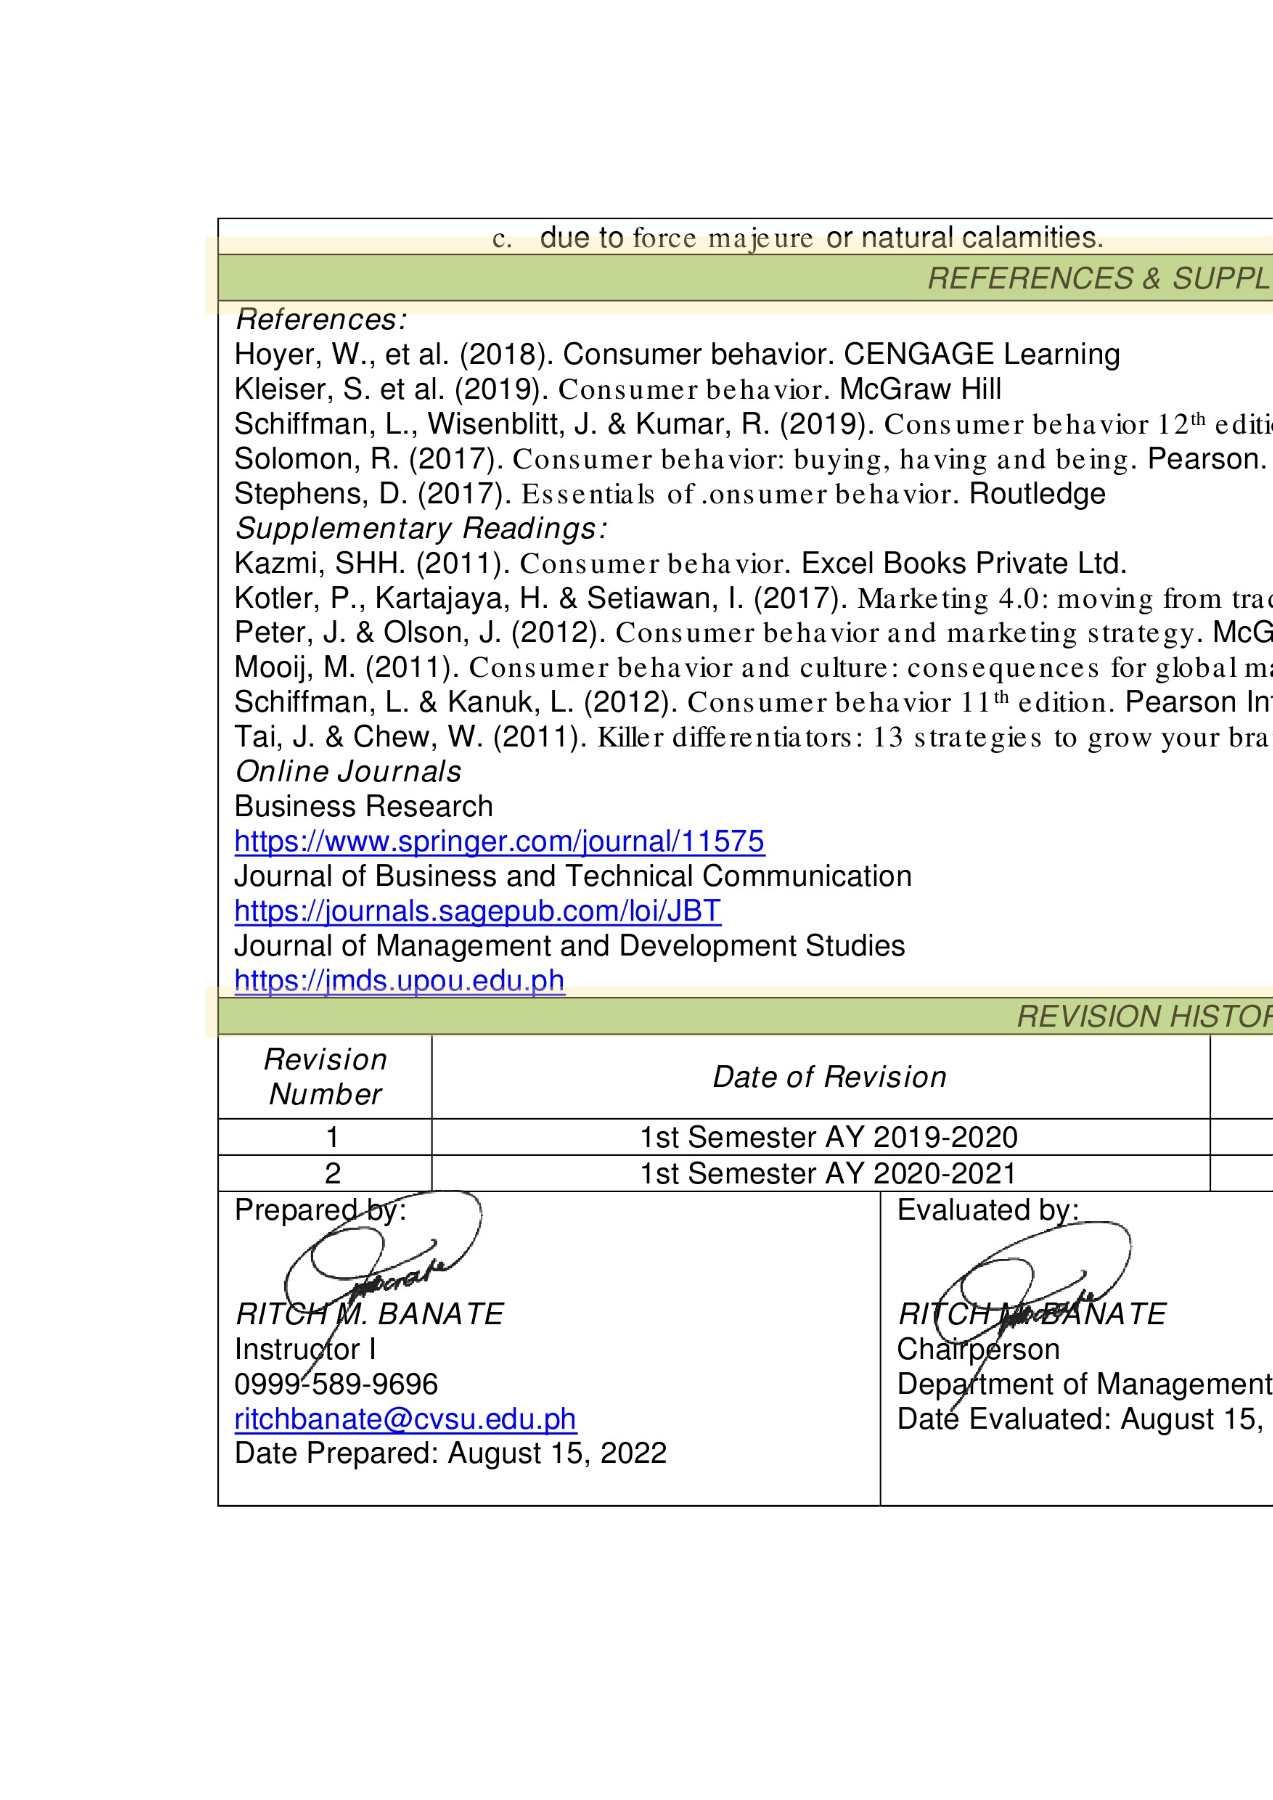 c. due to force majeure or natural calamities.
REFERENCES & SUPPL
References:
Hoyer, W., et al. (2018). Consumer behavior. CENGAGE Learning
Kleiser, S. et al. (2019). Consumer behavior. McGraw Hill
Schiffman, L., Wisenblitt, J. & Kumar, R. (2019). Consumer behavior 12th editi
Solomon, R. (2017). Consumer behavior: buying, having and being. Pearson.
Stephens, D. (2017). Essentials of .onsumer behavior. Routledge
Supplementary Readings:
Kazmi, SHH. (2011). Consumer behavior. Excel Books Private Ltd.
Kotler, P., Kartajaya, H. & Setiawan, I. (2017). Marketing 4.0: moving from trad
Peter, J. & Olson, J. (2012). Consumer behavior and marketing strategy. McG
Mooij, M. (2011). Consumer behavior and culture: consequences for global ma
Schiffman, L. & Kanuk, L. (2012). Consumer behavior 11th edition. Pearson Int
Tai, J. & Chew, W. (2011). Killer differentiators: 13 strategies to grow your bra
Online Journals
Business Research
https://www.springer.com/journal/11575
Journal of Business and Technical Communication
https://journals.sagepub.com/loi/JBT
Journal of Management and Development Studies
https://jmds.upou.edu.ph
REVISION HISTOR
Revision
Number
Date of Revision
1 1st Semester AY 2019-2020
2 1st Semester AY 2020-2021
Prepared by:
RITCH M. BANATE
Instructor I
0999-589-9696
ritchbanate@cvsu.edu.ph
Date Prepared: August 15, 2022
Evaluated by:
RITCH M. BANATE
Chairperson
Department of Management
Date Evaluated: August 15,